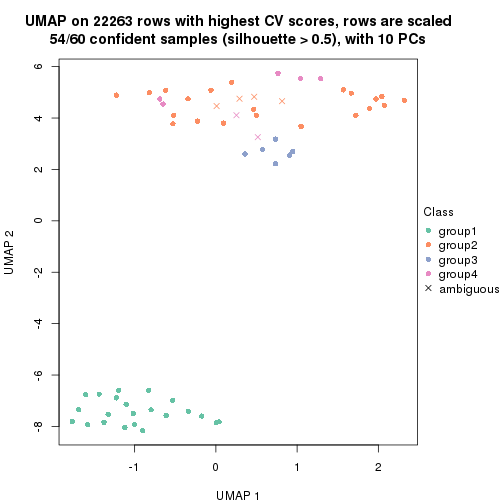 UMAP on 22263 rows with highest CV scores, rows are scaled
54/60 confident samples (silhouette > 0.5), with 10 PCs
6
4
2
0
-2
-4
-6
-8
UMAP 2
-1
0
1
2
UMAP 1
Class
group1
group2
group3
group4
ambiguous